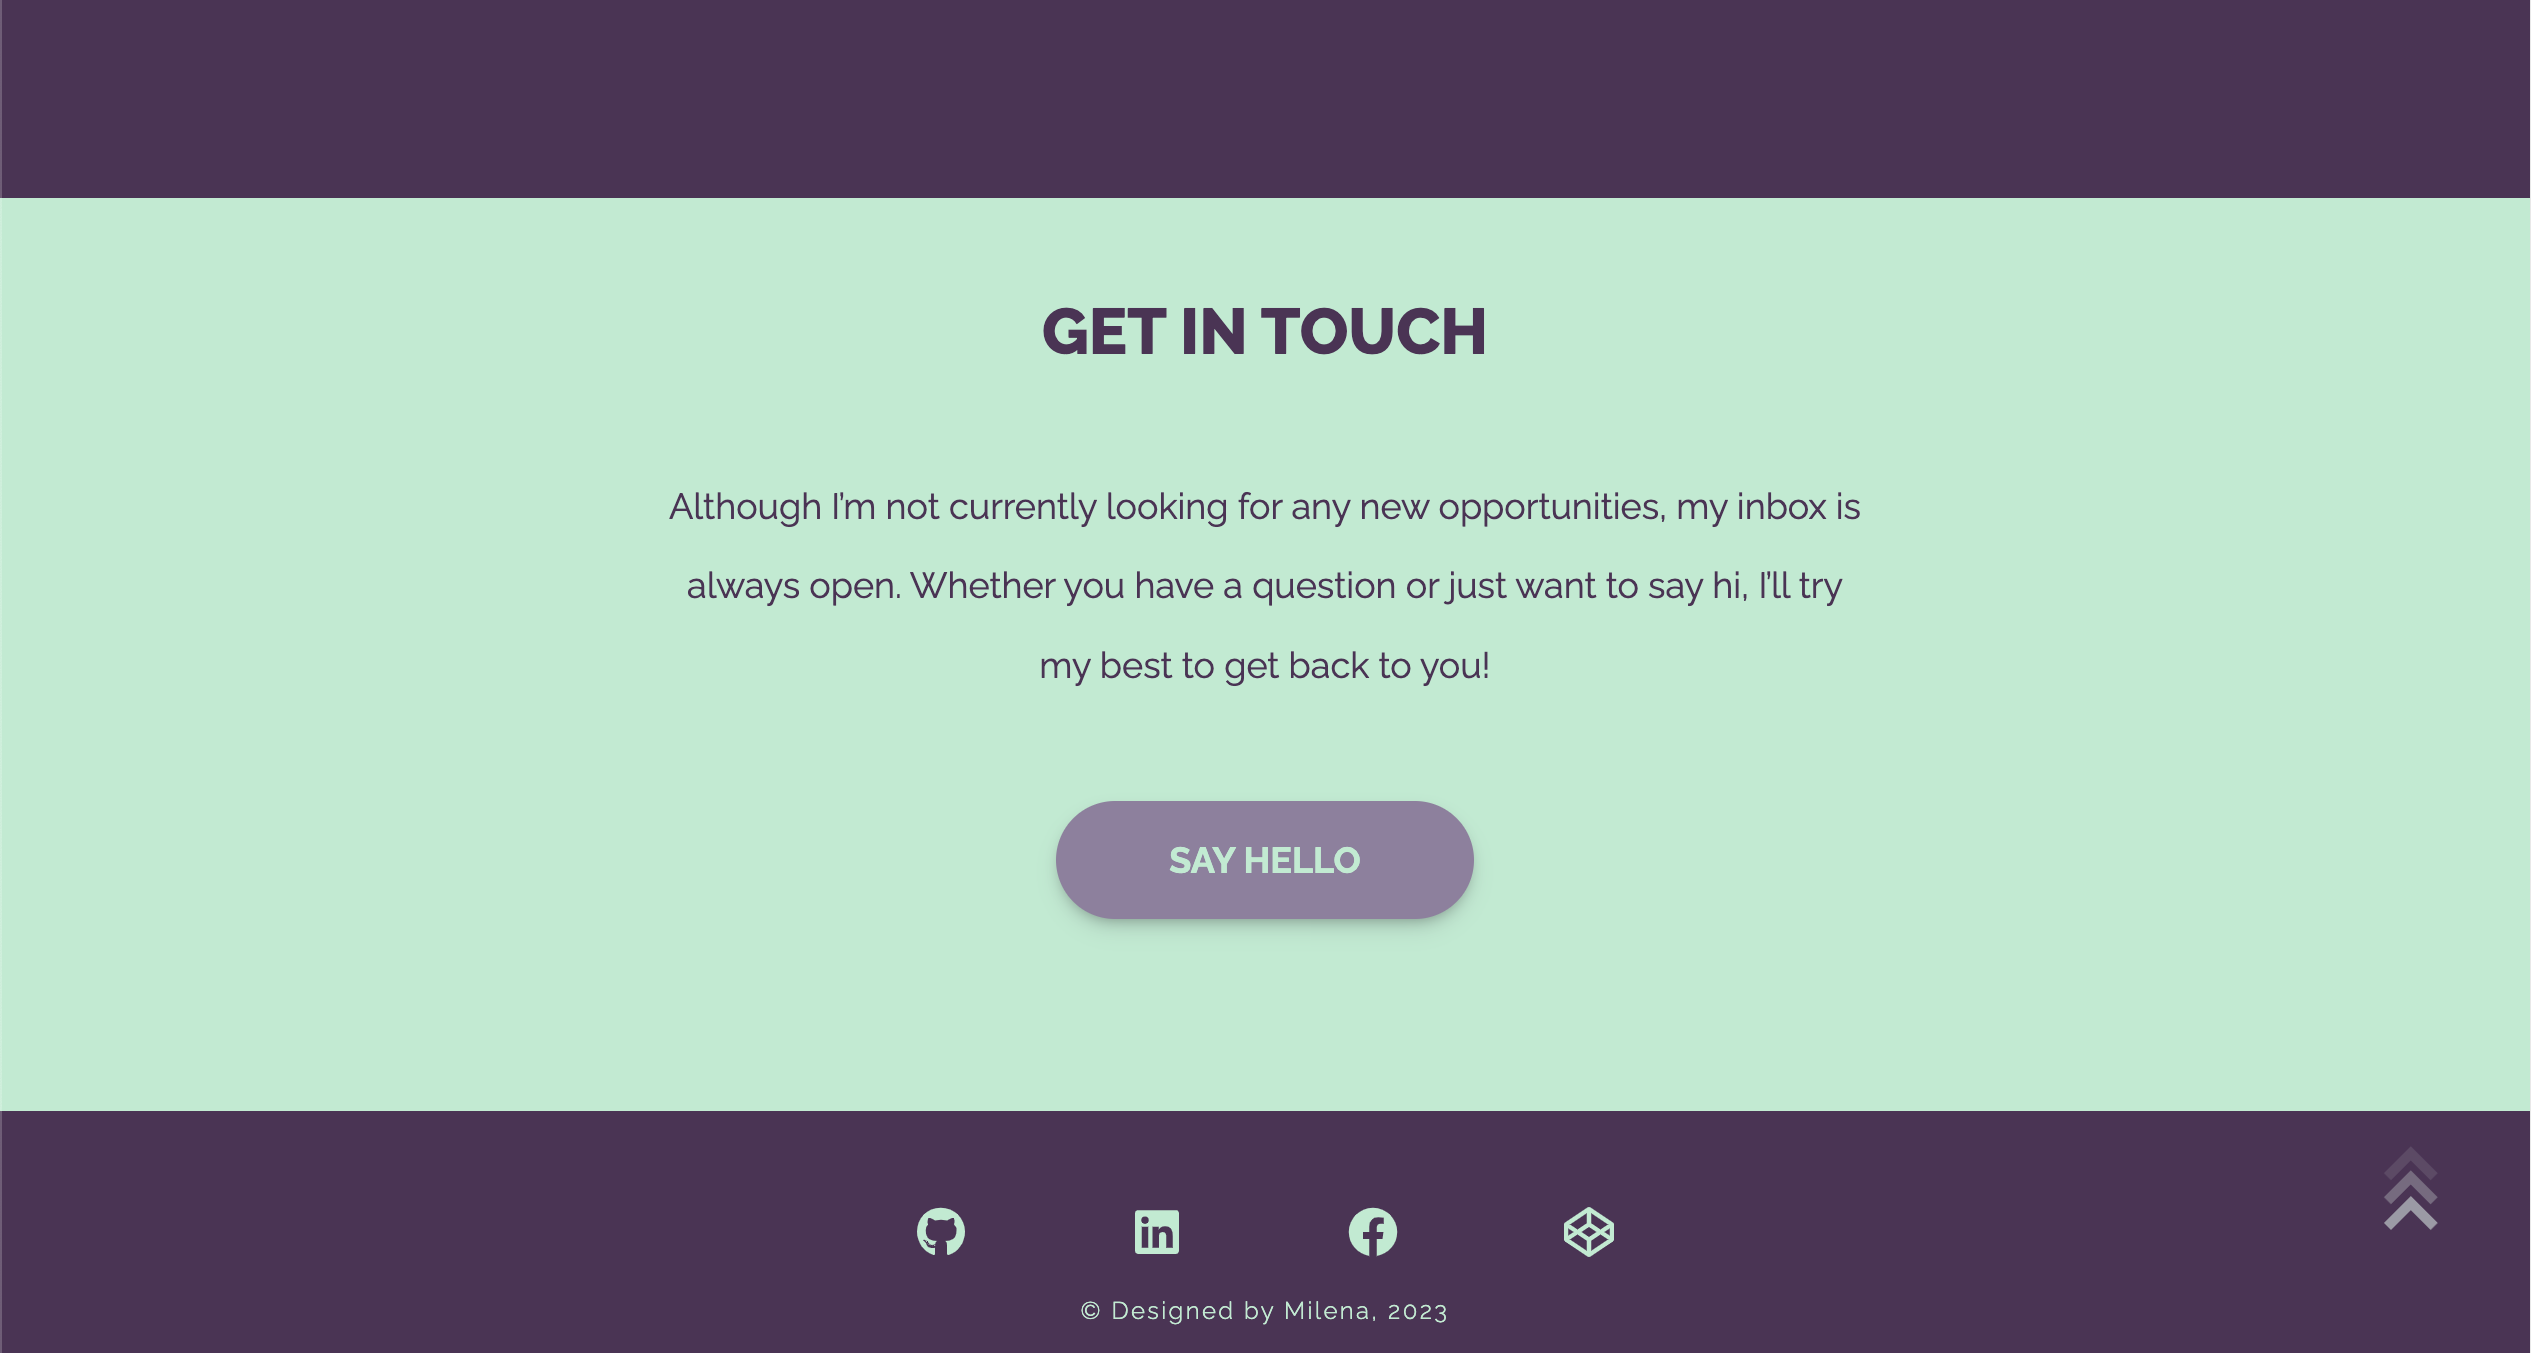 GET IN TOUCH
Although I'm not currently looking for any new opportunities, my inbox is
always open. Whether you have a question or just want to say hi, I'll try
my best to get back to you!
SAY HELLO
© Designed by Milena, 2023